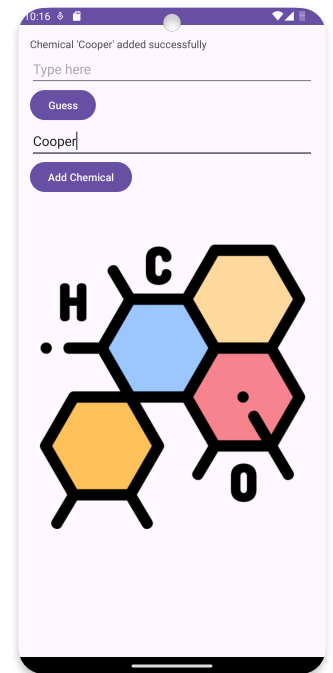 10:16
Chemical 'Cooper' added successfully
Type here
Guess
Cooper
Add Chemical
C
H
O